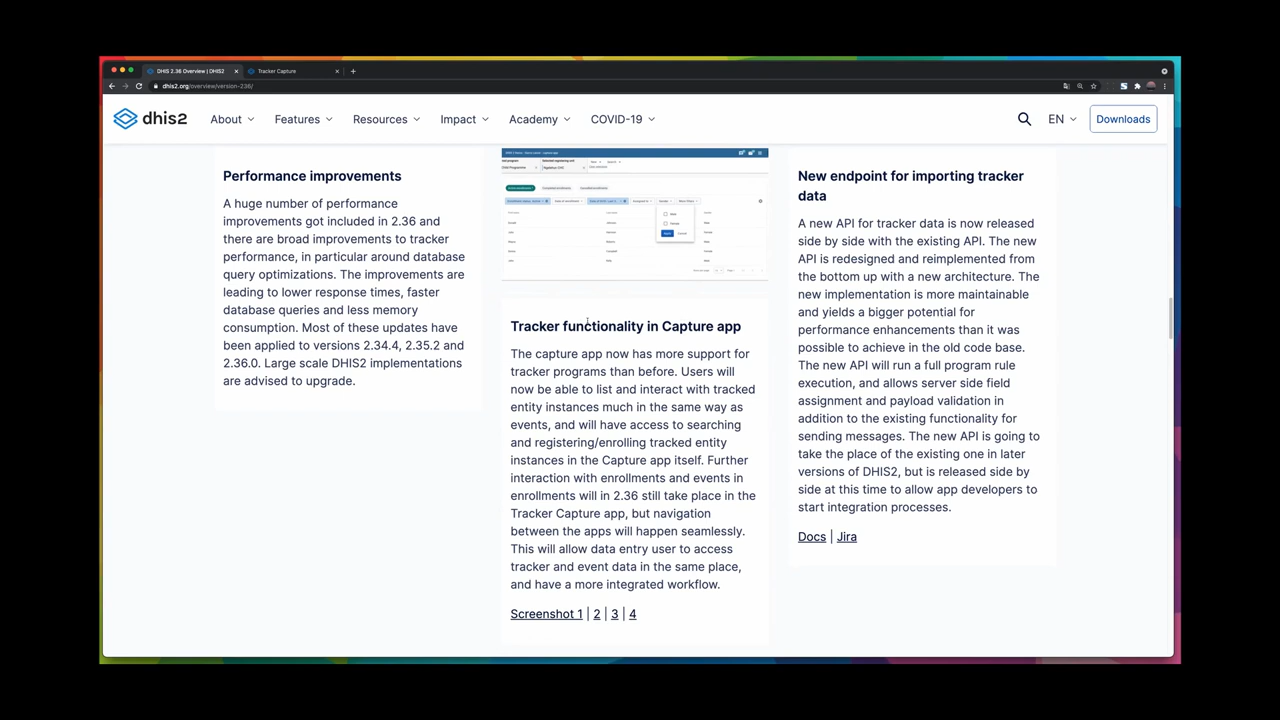 DHIS 2.36 Overview | DHIS2
Tracker Capture
dhis2.org/overview/version-236/
dhis2
About
Features
Resources
Impact
Academy
COVID-19
EN
Downloads
Performance improvements
A huge number of performance
improvements got included in 2.36 and
there are broad improvements to tracker
performance, in particular around database
query optimizations. The improvements are
leading to lower response times, faster
database queries and less memory
consumption. Most of these updates have
been applied to versions 2.34.4, 2.35.2 and
2.36.0. Large scale DHIS2 implementations
are advised to upgrade.
Tracker functionality in Capture app
The capture app now has more support for
tracker programs than before. Users will
now be able to list and interact with tracked
entity instances much in the same way as
events, and will have access to searching
and registering/enrolling tracked entity
instances in the Capture app itself. Further
interaction with enrollments and events in
enrollments will in 2.36 still take place in the
Tracker Capture app, but navigation
between the apps will happen seamlessly.
This will allow data entry user to access
tracker and event data in the same place,
and have a more integrated workflow.
Screenshot 1 | 2 | 3 | 4
New endpoint for importing tracker
data
A new API for tracker data is now released
side by side with the existing API. The new
API is redesigned and reimplemented from
the bottom up with a new architecture. The
new implementation is more maintainable
and yields a bigger potential for
performance enhancements than it was
possible to achieve in the old code base.
The new API will run a full program rule
execution, and allows server side field
assignment and payload validation in
addition to the existing functionality for
sending messages. The new API is going to
take the place of the existing one in later
versions of DHIS2, but is released side by
side at this time to allow app developers to
start integration processes.
Docs | Jira